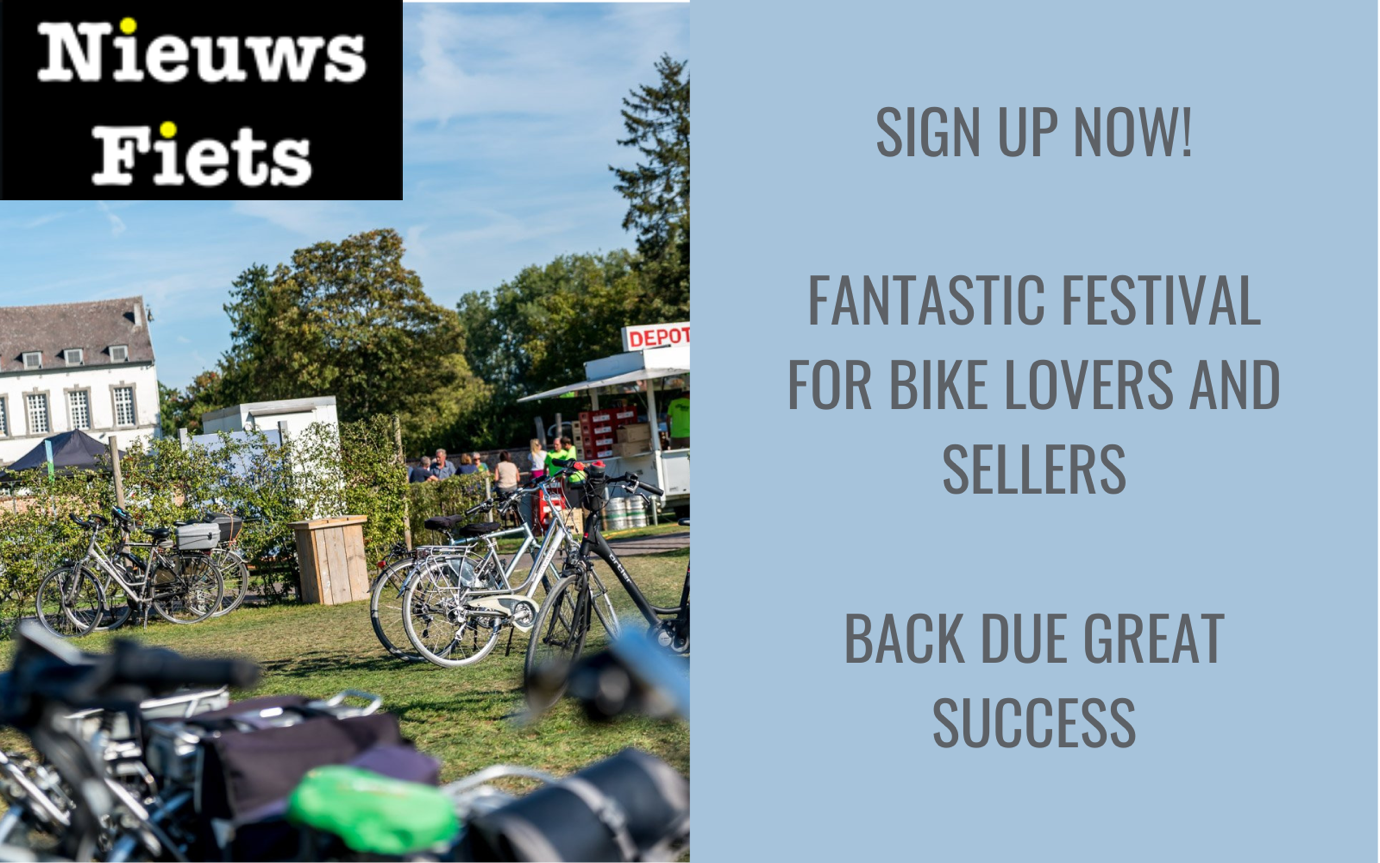 Nieuws
Fiets
SIGN UP NOW!
FANTASTIC FESTIVAL
FOR BIKE LOVERS AND
SELLERS
BACK DUE GREAT
SUCCESS
DEPOT